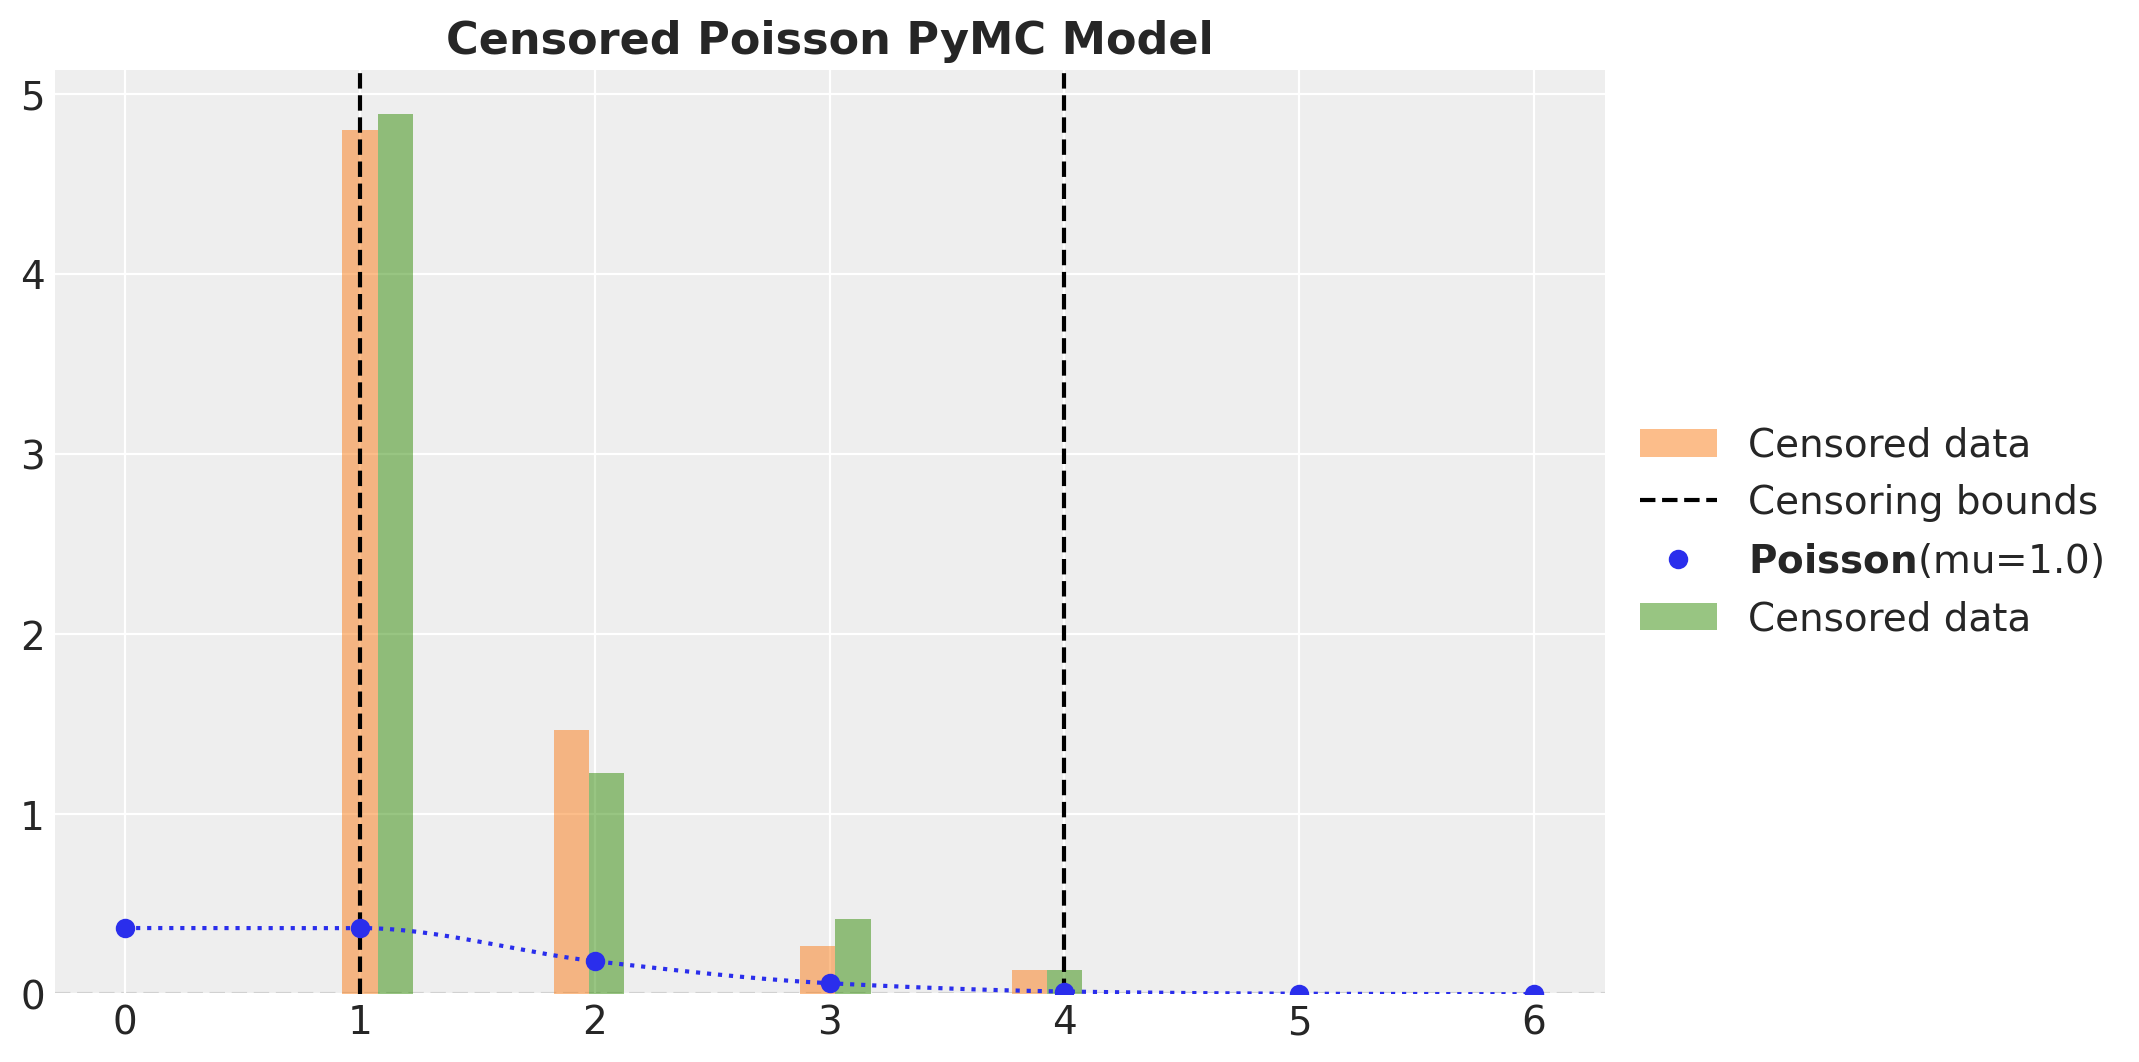 Censored Poisson PyMC Model
5
4
3
2
1
0
0 1 2 3 4 5 6
Censored data
Censoring bounds
Poisson(mu=1.0)
Censored data